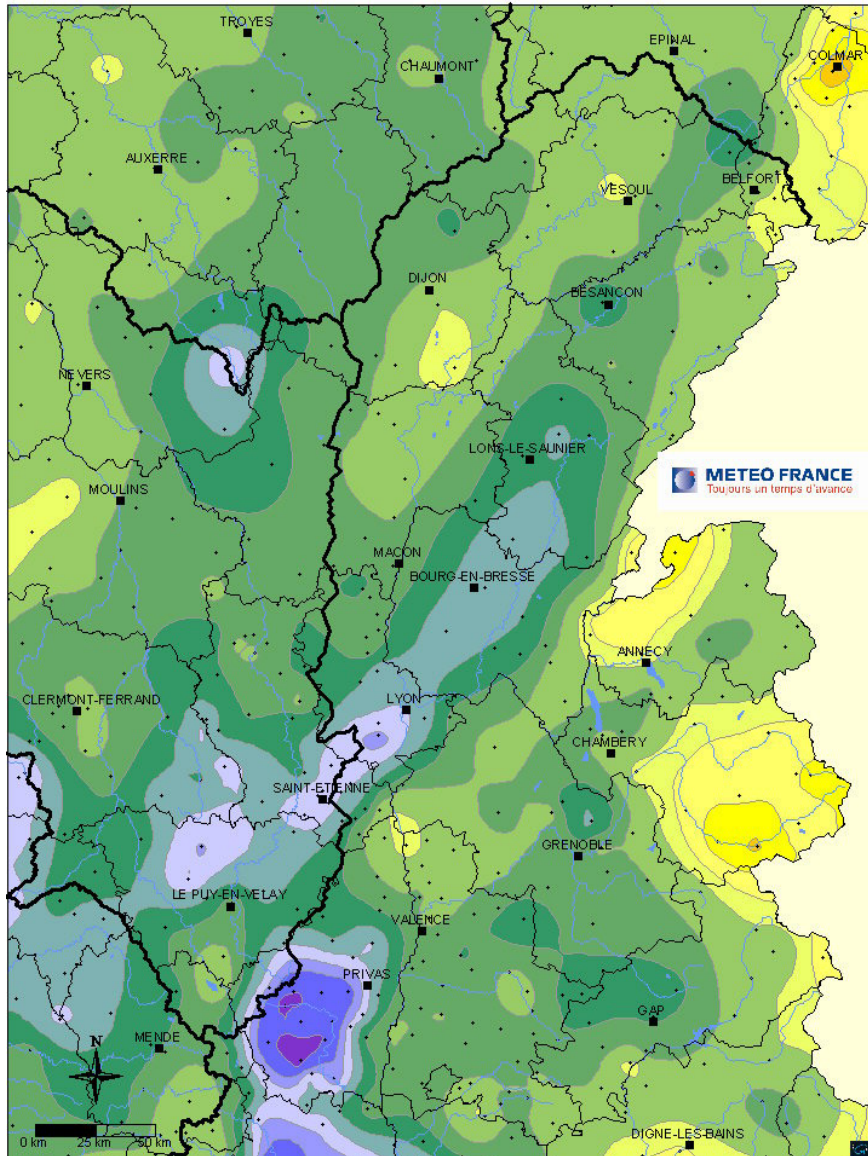 TROYES
EPINAL
COLMAR
CHAUMONT
AUXERRE
BELFORT
VESOUL
DIJON
BESANCON
NEVERS
LONS-LE-SAUNIER
METEO FRANCE
Toujours un temps d'avance
MOULINS
MACON
BOURG-EN-BRESSE
ANNECY
CLERMONT-FERRAND
LYON
CHAMBERY
SAINT-ETIENNE
GRENOBLE
LE PUY-EN-VELAY
VALENCE
PRIVAS
GAP
MENDE
N
0 km 25 km 50 km
DIGNE-LES-BAINS